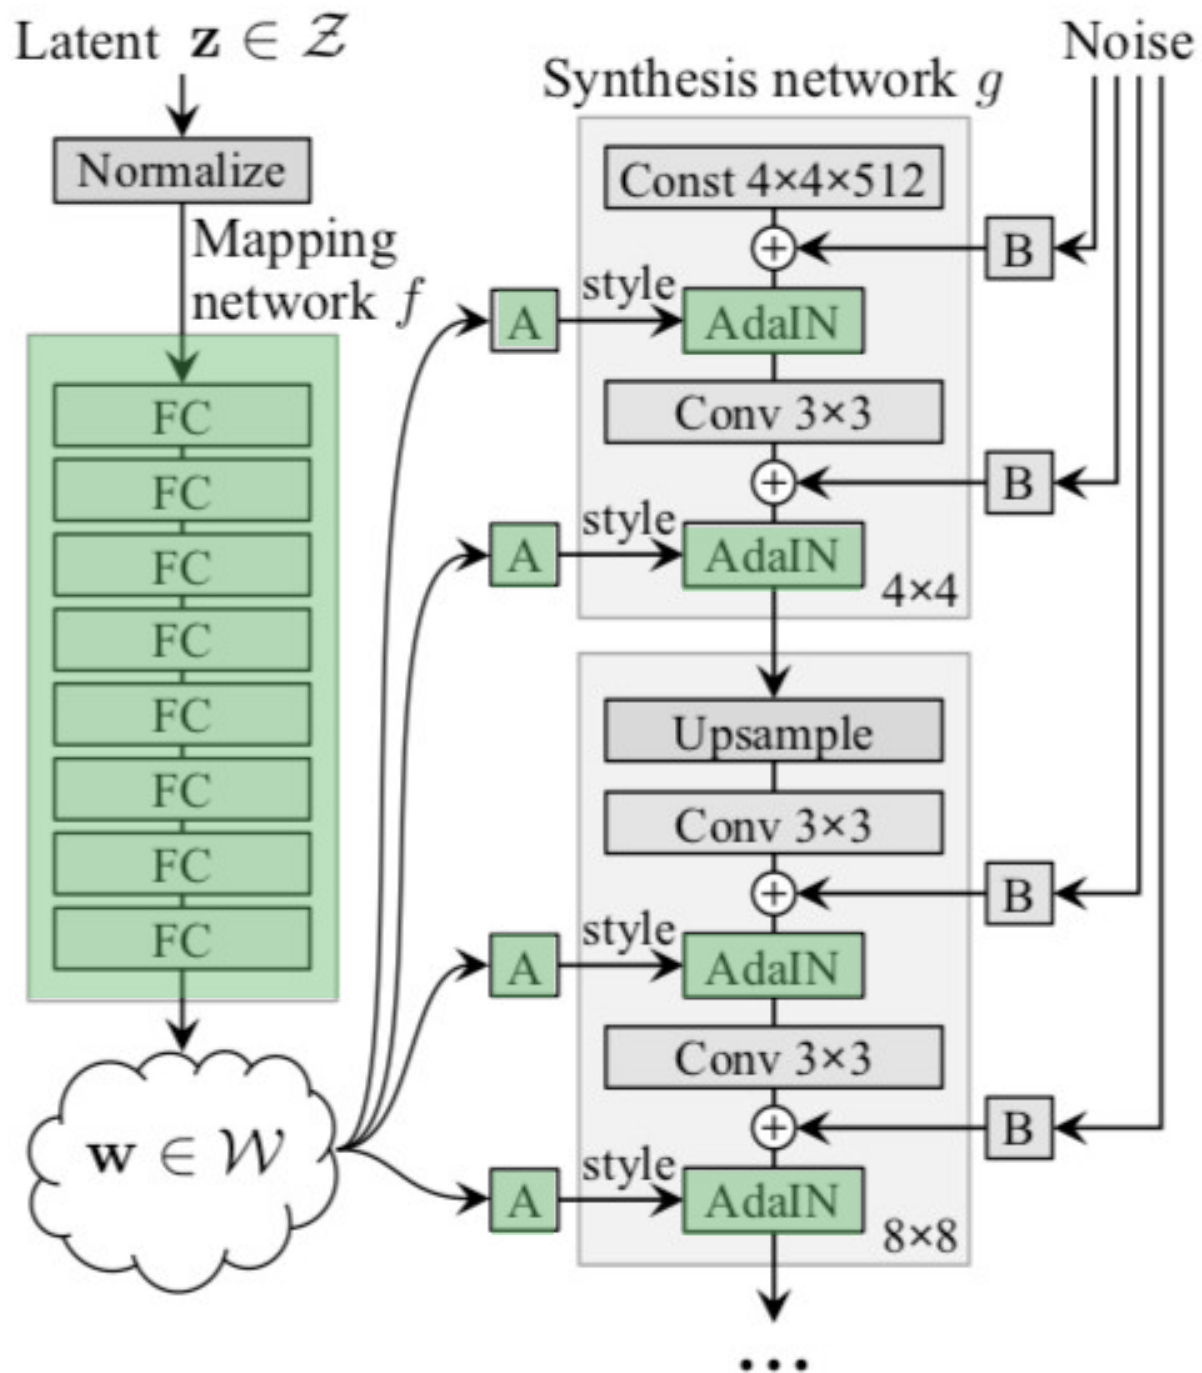 Latent z ∈ 𝒵
Normalize
Mapping
network f
FC
FC
FC
FC
FC
FC
FC
FC
w ∈ 𝒲
Synthesis network g
Noise
Const 4×4×512
B
A
style
AdaIN
Conv 3×3
B
A
style
AdaIN
4×4
Upsample
Conv 3×3
B
A
style
AdaIN
Conv 3×3
B
A
style
AdaIN
8×8
...